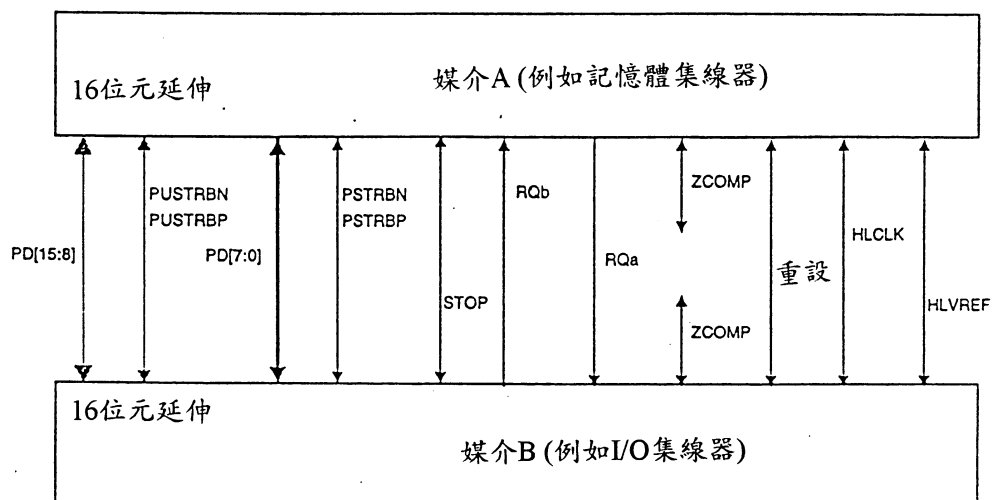 媒介A (例如記憶體集線器)
16位元延伸
PUSTRBN
PUSTRBP
PSTRBN
PSTRBP
RQb
ZCOMP
HLCLK
PD[15:8]
PD[7:0]
RQa
重設
STOP
ZCOMP
HLVREF
16位元延伸
媒介B (例如I/O集線器)